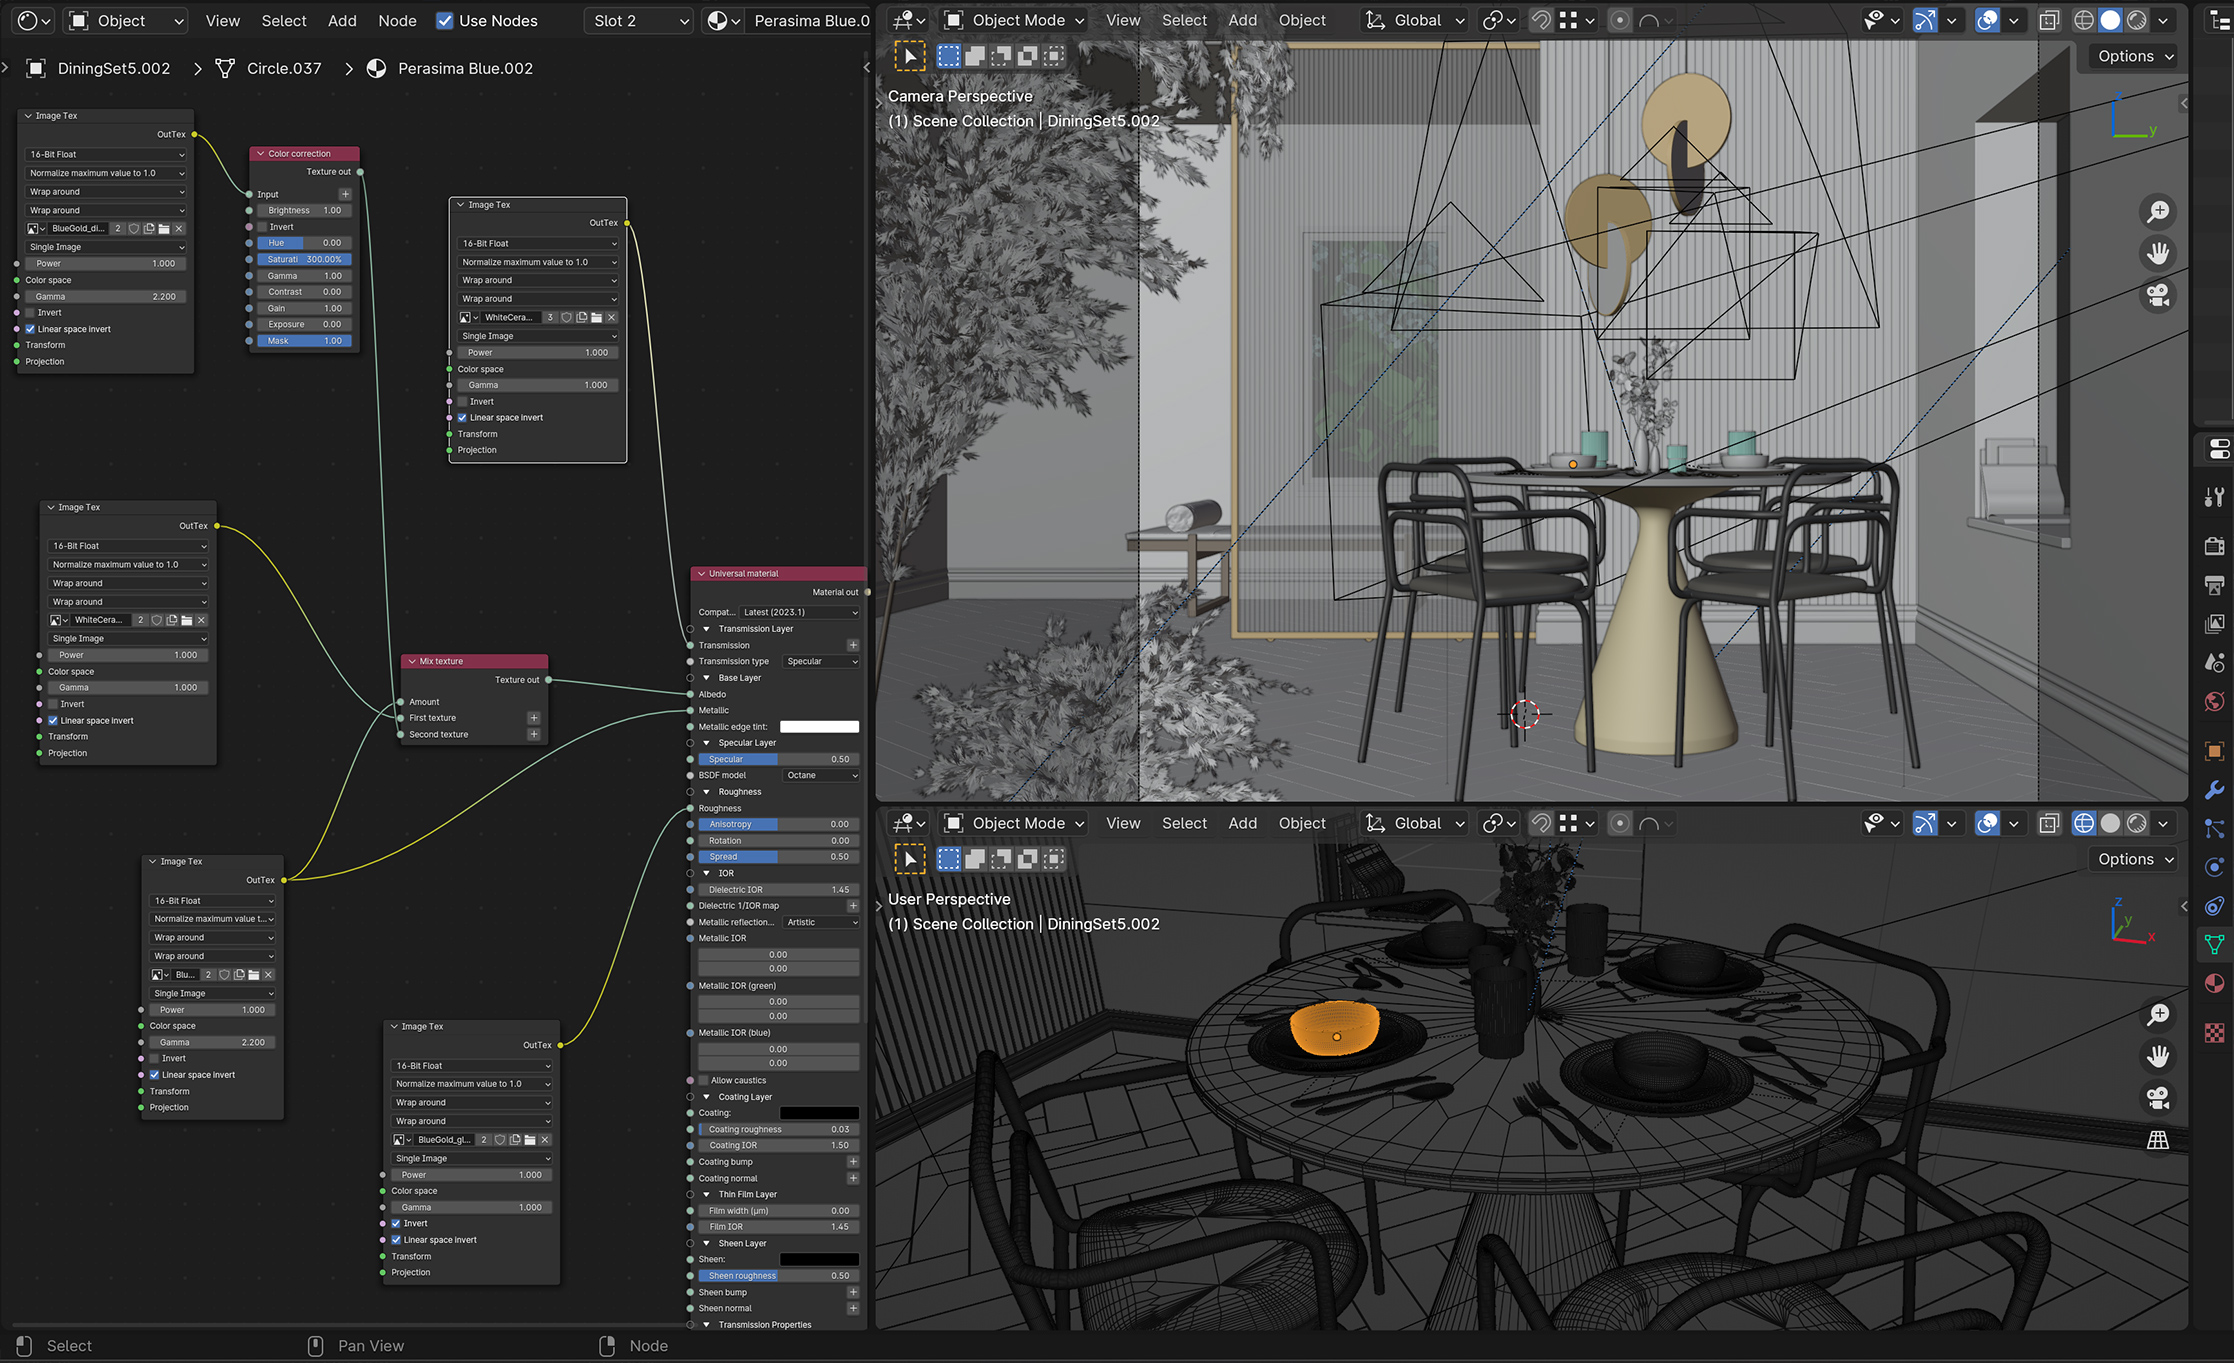 Object View Select Add Node Use Nodes Slot 2 Perasima Blue.0
DiningSet5.002 > Circle.037 > Perasima Blue.002
Image Tex
OutTex
16-Bit Float
Normalize maximum value to 1.0
Wrap around
Wrap around
BlueGold_di... 2
Single Image
Power 1.000
Color space
Gamma 2.200
Invert
Linear space invert
Transform
Projection
Color correction
Texture out
Input
Brightness 1.00
Invert
Hue 0.00
Saturati 300.00%
Gamma 1.00
Contrast 0.00
Gain 1.00
Exposure 0.00
Mask 1.00
Image Tex
OutTex
16-Bit Float
Normalize maximum value to 1.0
Wrap around
Wrap around
WhiteCera... 3
Single Image
Power 1.000
Color space
Gamma 1.000
Invert
Linear space invert
Transform
Projection
Image Tex
OutTex
16-Bit Float
Normalize maximum value to 1.0
Wrap around
Wrap around
WhiteCera... 2
Single Image
Power 1.000
Color space
Gamma 1.000
Invert
Linear space invert
Transform
Projection
Mix texture
Texture out
Amount
First texture
Second texture
Image Tex
OutTex
16-Bit Float
Normalize maximum value t...
Wrap around
Wrap around
Blu... 2
Single Image
Power 1.000
Color space
Gamma 2.200
Invert
Linear space invert
Transform
Projection
Image Tex
OutTex
16-Bit Float
Normalize maximum value to 1.0
Wrap around
Wrap around
BlueGold_gl... 2
Single Image
Power 1.000
Color space
Gamma 1.000
Invert
Linear space invert
Transform
Projection
Universal material
Material out
Compat... Latest (2023.1)
Transmission Layer
Transmission
Transmission type Specular
Base Layer
Albedo
Metallic
Metallic edge tint:
Specular Layer
Specular 0.50
BSDF model Octane
Roughness
Roughness
Anisotropy 0.00
Rotation 0.00
Spread 0.50
IOR
Dielectric IOR 1.45
Dielectric 1/IOR map
Metallic reflection... Artistic
Metallic IOR
0.00
0.00
Metallic IOR (green)
0.00
0.00
Metallic IOR (blue)
0.00
0.00
Allow caustics
Coating Layer
Coating:
Coating roughness 0.03
Coating IOR 1.50
Coating bump
Coating normal
Thin Film Layer
Film width (µm) 0.00
Film IOR 1.45
Sheen Layer
Sheen:
Sheen roughness 0.50
Sheen bump
Sheen normal
Transmission Properties
Object Mode View Select Add Object Global
Options
Camera Perspective
(1) Scene Collection | DiningSet5.002
Z
y
Object Mode View Select Add Object Global
Options
User Perspective
(1) Scene Collection | DiningSet5.002
Z
y
x
Select Pan View Node